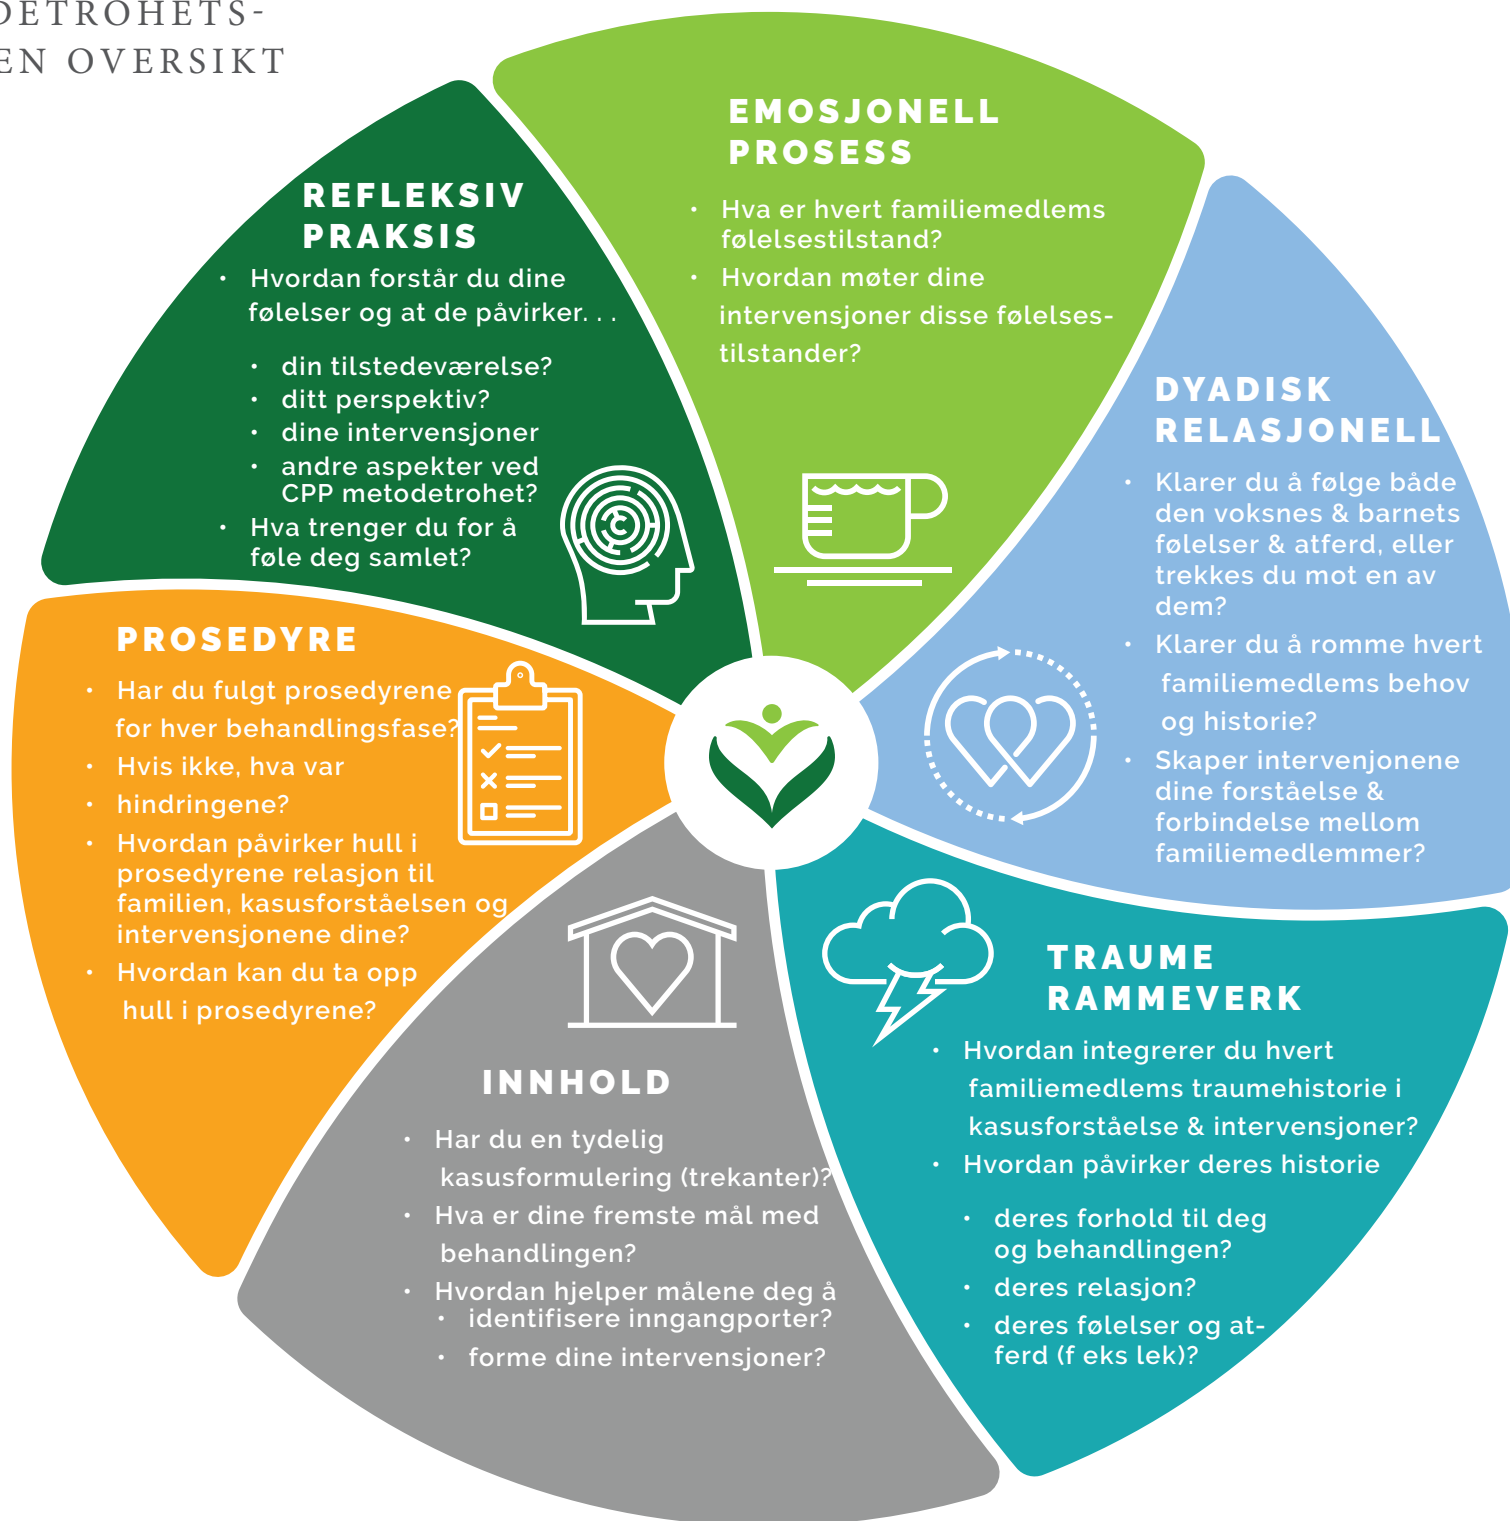 DETROHETS-
EN OVERSIKT
EMOSJONELL
PROSESS
• Hva er hvert familiemedlems
følelsestilstand?
• Hvordan møter dine
intervensjoner disse følelses-
tilstander?
REFLEKSIV
PRAKSIS
• Hvordan forstår du dine
følelser og at de påvirker. . .
• din tilstedeværelse?
• ditt perspektiv?
• dine intervensjoner
• andre aspekter ved
CPP metodetrohet?
• Hva trenger du for å
føle deg samlet?
DYADISK
RELASJONELL
• Klarer du å følge både
den voksnes & barnets
følelser & atferd, eller
trekkes du mot en av
dem?
• Klarer du å romme hvert
familiemedlems behov
og historie?
• Skaper intervenjonene
dine forståelse &
forbindelse mellom
familiemedlemmer?
PROSEDYRE
• Har du fulgt prosedyrene
for hver behandlingsfase?
• Hvis ikke, hva var
• hindringene?
• Hvordan påvirker hull i
prosedyrene relasjon til
familien, kasusforståelsen og
intervensjonene dine?
• Hvordan kan du ta opp
hull i prosedyrene?
TRAUME
RAMMEVERK
• Hvordan integrerer du hvert
familiemedlems traumehistorie i
kasusforståelse & intervensjoner?
• Hvordan påvirker deres historie
• deres forhold til deg
og behandlingen?
• deres relasjon?
• deres følelser og at-
ferd (f eks lek)?
INNHOLD
• Har du en tydelig
kasusformulering (trekanter)?
• Hva er dine fremste mål med
behandlingen?
• Hvordan hjelper målene deg å
• identifisere inngangporter?
• forme dine intervensjoner?